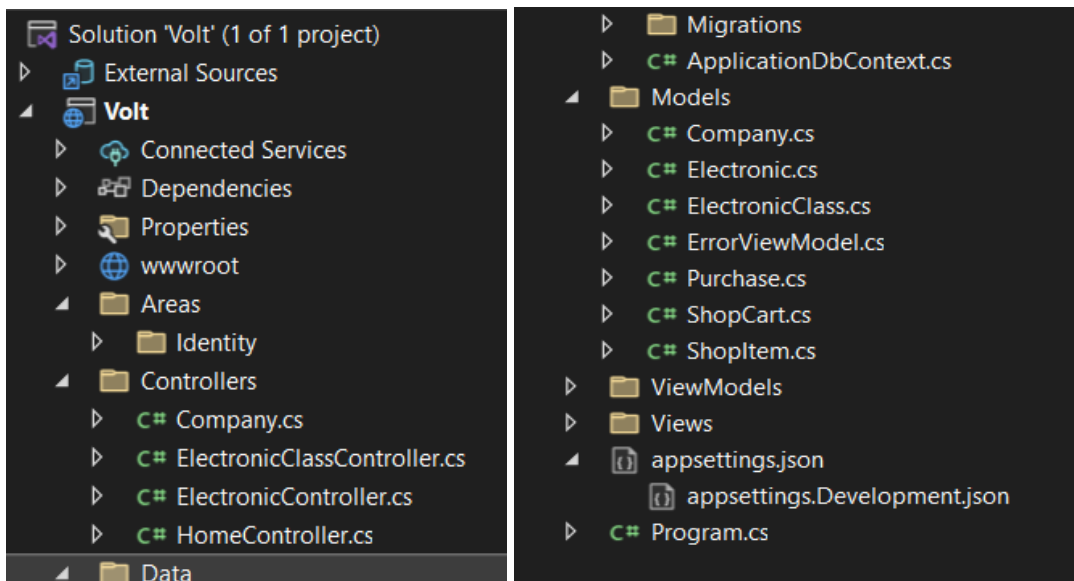 Solution 'Volt' (1 of 1 project)
External Sources
Volt
Connected Services
Dependencies
Properties
wwwroot
Areas
Identity
Controllers
C# Company.cs
C# ElectronicClassController.cs
C# ElectronicController.cs
C# HomeController.cs
Data
Migrations
C# ApplicationDbContext.cs
Models
C# Company.cs
C# Electronic.cs
C# ElectronicClass.cs
C# ErrorViewModel.cs
C# Purchase.cs
C# ShopCart.cs
C# ShopItem.cs
ViewModels
Views
appsettings.json
appsettings.Development.json
C# Program.cs